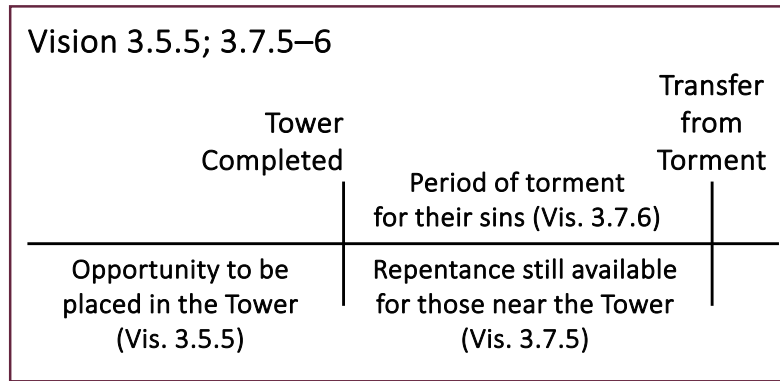 Vision 3.5.5; 3.7.5–6
Tower
Completed
Transfer
from
Torment
Period of torment
for their sins (Vis. 3.7.6)
Opportunity to be
placed in the Tower
(Vis. 3.5.5)
Repentance still available
for those near the Tower
(Vis. 3.7.5)